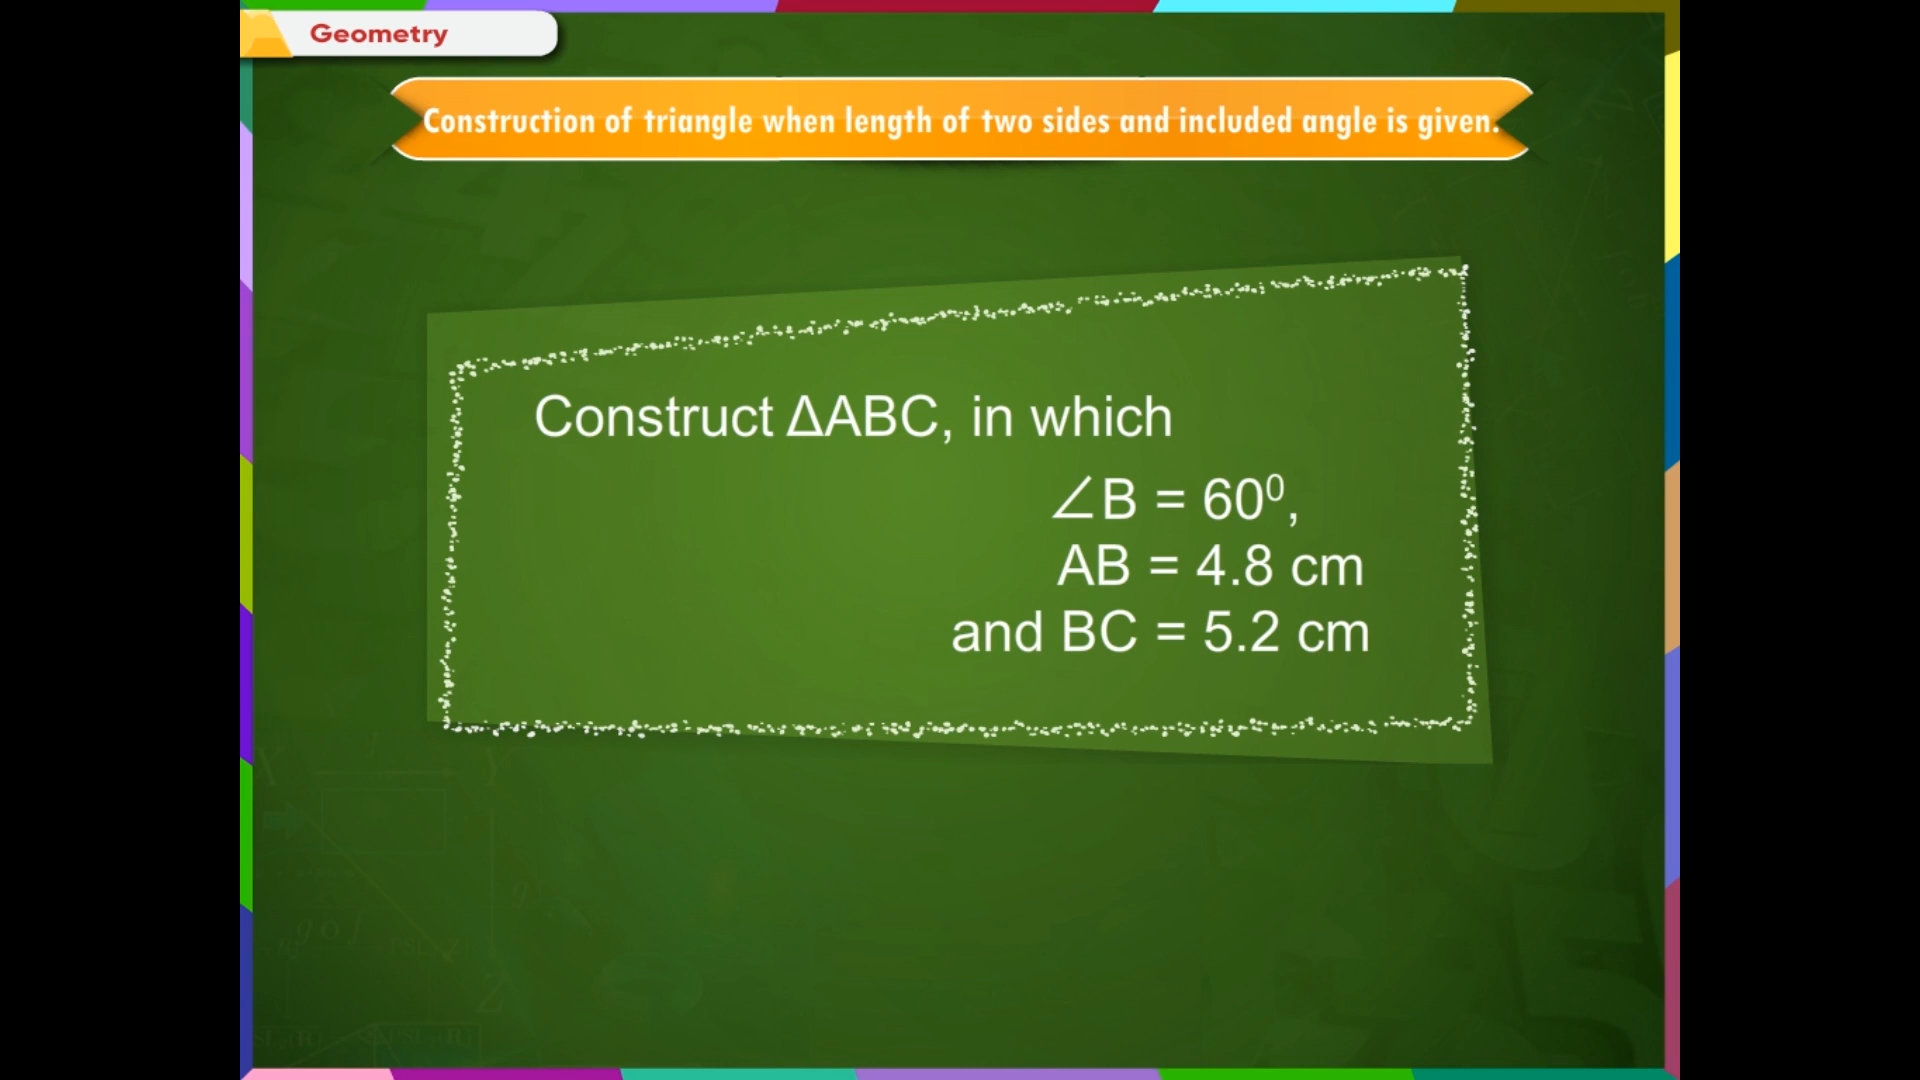 Geometry
Construction of triangle when length of two sides and included angle is given.
Construct ΔABC, in which
∠B = 60⁰,
AB = 4.8 cm
and BC = 5.2 cm